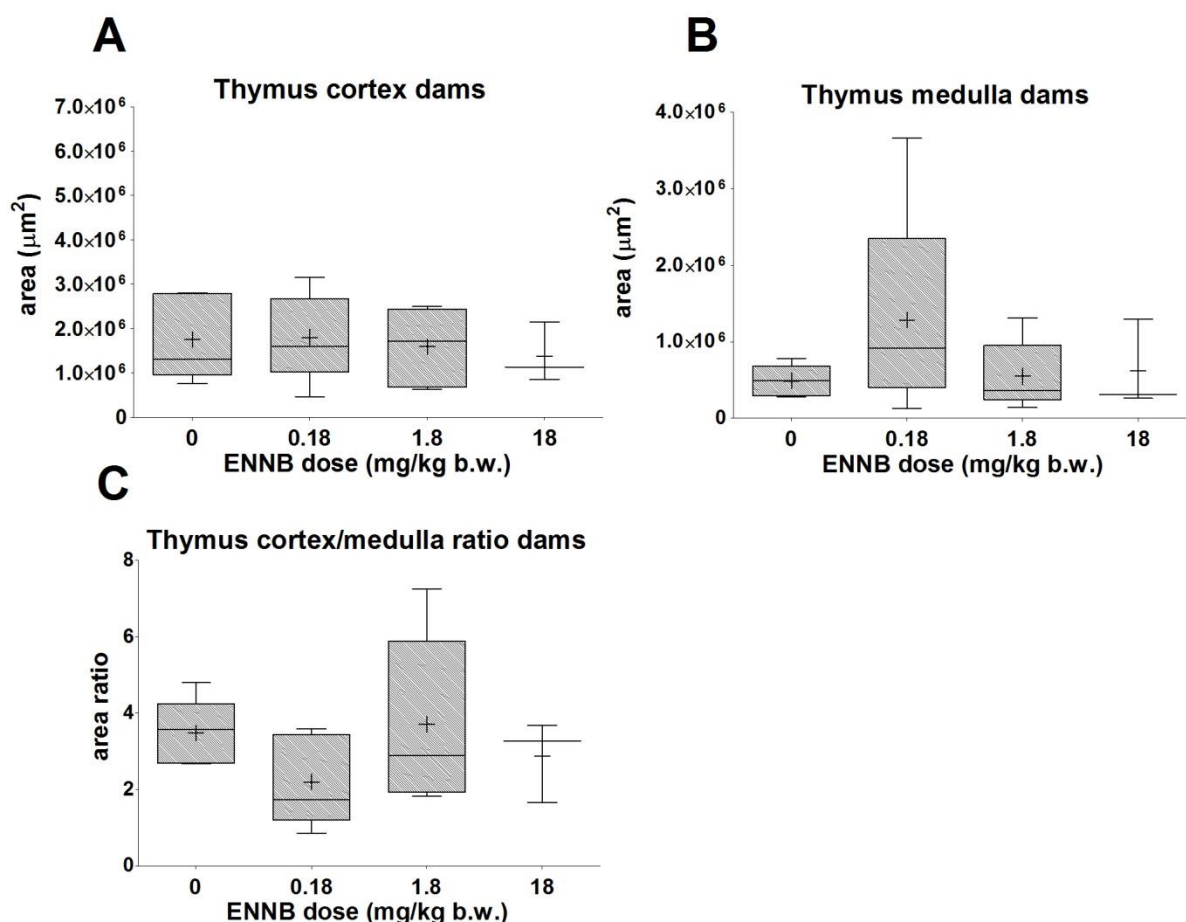 A
Thymus cortex dams
7.0×10⁶
6.0×10⁶
5.0×10⁶
4.0×10⁶
3.0×10⁶
2.0×10⁶
1.0×10⁶
0
area (μm²)
0 0.18 1.8 18
ENNB dose (mg/kg b.w.)
B
Thymus medulla dams
4.0×10⁶
3.0×10⁶
2.0×10⁶
1.0×10⁶
0
area (μm²)
0 0.18 1.8 18
ENNB dose (mg/kg b.w.)
C
Thymus cortex/medulla ratio dams
8
6
4
2
0
area ratio
0 0.18 1.8 18
ENNB dose (mg/kg b.w.)